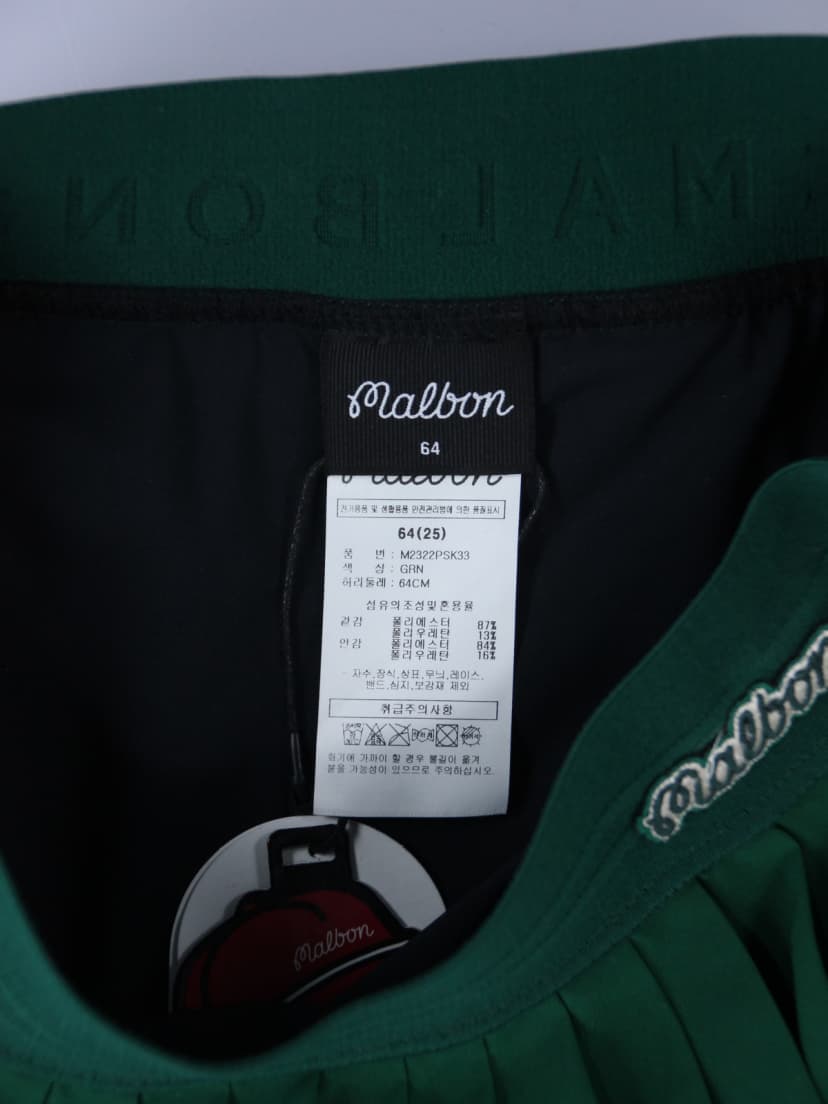 MALBON
malbon
64
malbon
전기용품 및 생활용품 안전관리법에 의한 품질표시
64(25)
품 번 : M2322PSK33
색 상 : GRN
허리둘레 : 64CM
섬유의조성및혼용율
겉감 폴리에스터 87%
폴리우레탄 13%
안감 폴리에스터 84%
폴리우레탄 16%
자수,장식,상표,무늬,레이스,
밴드,심지,보강재 제외
취급주의사항
화기에 가까이 할 경우 불길이 옮겨
붙을 가능성이 있으므로 주의하십시오.
malbon
malbon